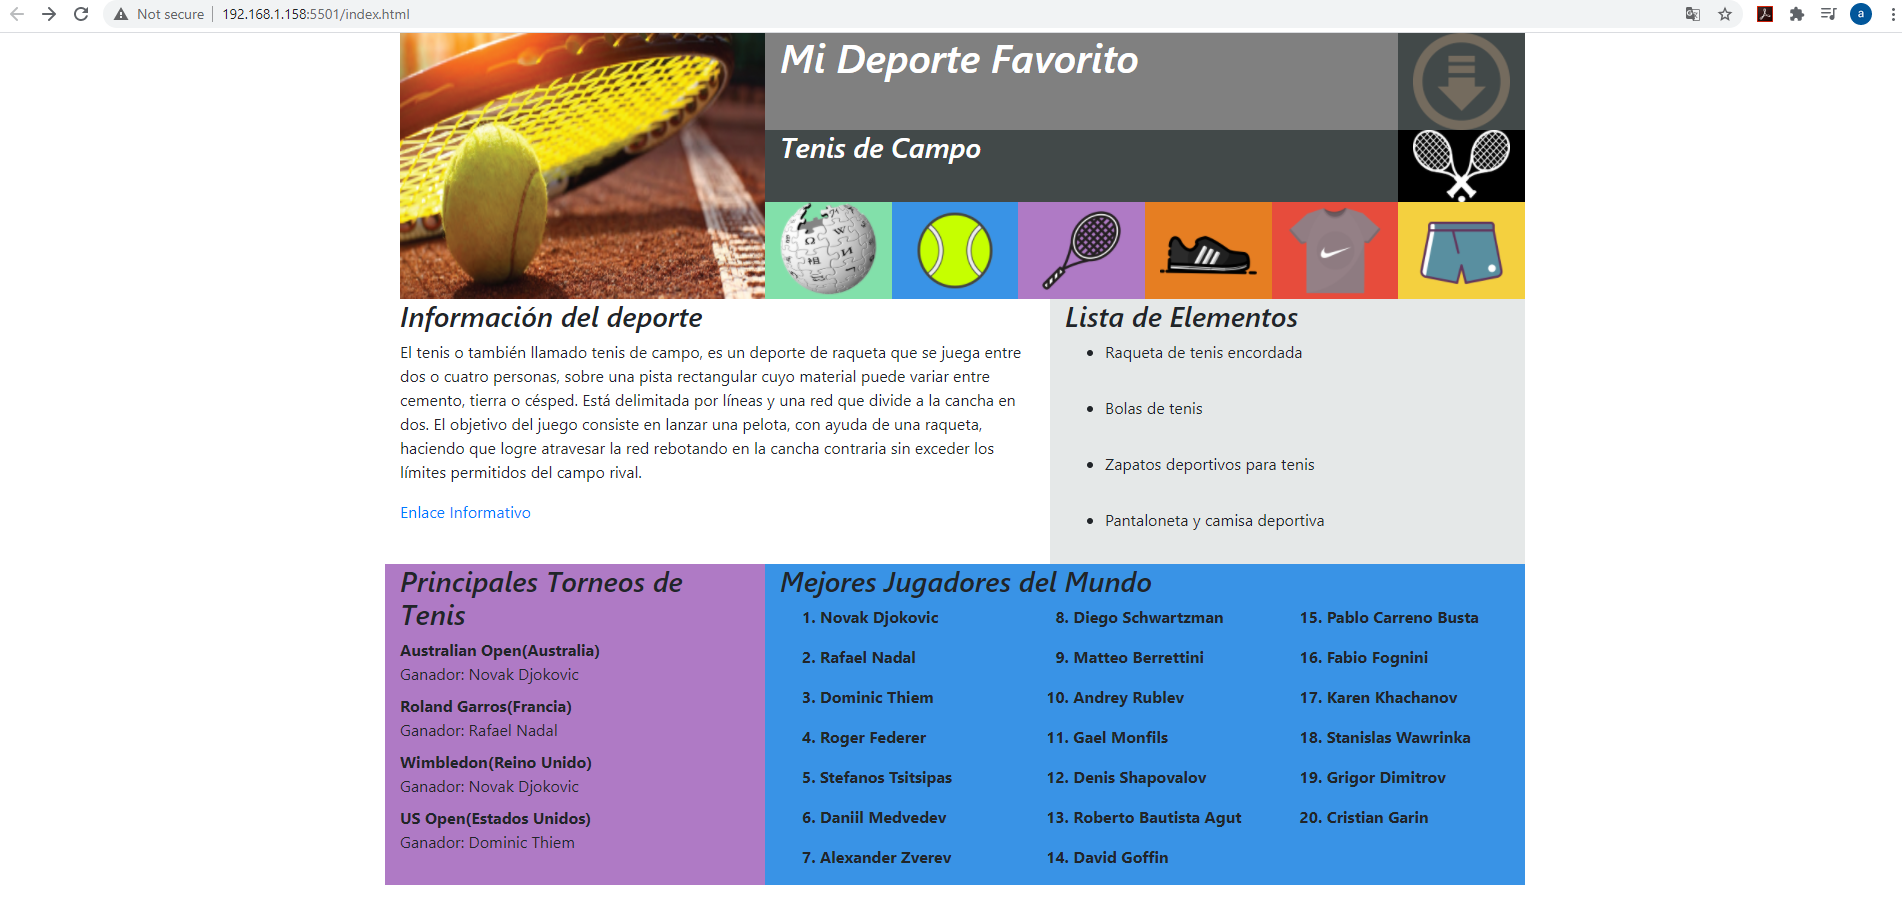 Not secure | 192.168.1.158:5501/index.html
a
Mi Deporte Favorito
Tenis de Campo
Información del deporte
El tenis o también llamado tenis de campo, es un deporte de raqueta que se juega entre
dos o cuatro personas, sobre una pista rectangular cuyo material puede variar entre
cemento, tierra o césped. Está delimitada por líneas y una red que divide a la cancha en
dos. El objetivo del juego consiste en lanzar una pelota, con ayuda de una raqueta,
haciendo que logre atravesar la red rebotando en la cancha contraria sin exceder los
límites permitidos del campo rival.
Enlace Informativo
Lista de Elementos
Raqueta de tenis encordada
Bolas de tenis
Zapatos deportivos para tenis
Pantaloneta y camisa deportiva
Principales Torneos de
Tenis
Australian Open(Australia)
Ganador: Novak Djokovic
Roland Garros(Francia)
Ganador: Rafael Nadal
Wimbledon(Reino Unido)
Ganador: Novak Djokovic
US Open(Estados Unidos)
Ganador: Dominic Thiem
Mejores Jugadores del Mundo
1. Novak Djokovic
2. Rafael Nadal
3. Dominic Thiem
4. Roger Federer
5. Stefanos Tsitsipas
6. Daniil Medvedev
7. Alexander Zverev
8. Diego Schwartzman
9. Matteo Berrettini
10. Andrey Rublev
11. Gael Monfils
12. Denis Shapovalov
13. Roberto Bautista Agut
14. David Goffin
15. Pablo Carreno Busta
16. Fabio Fognini
17. Karen Khachanov
18. Stanislas Wawrinka
19. Grigor Dimitrov
20. Cristian Garin